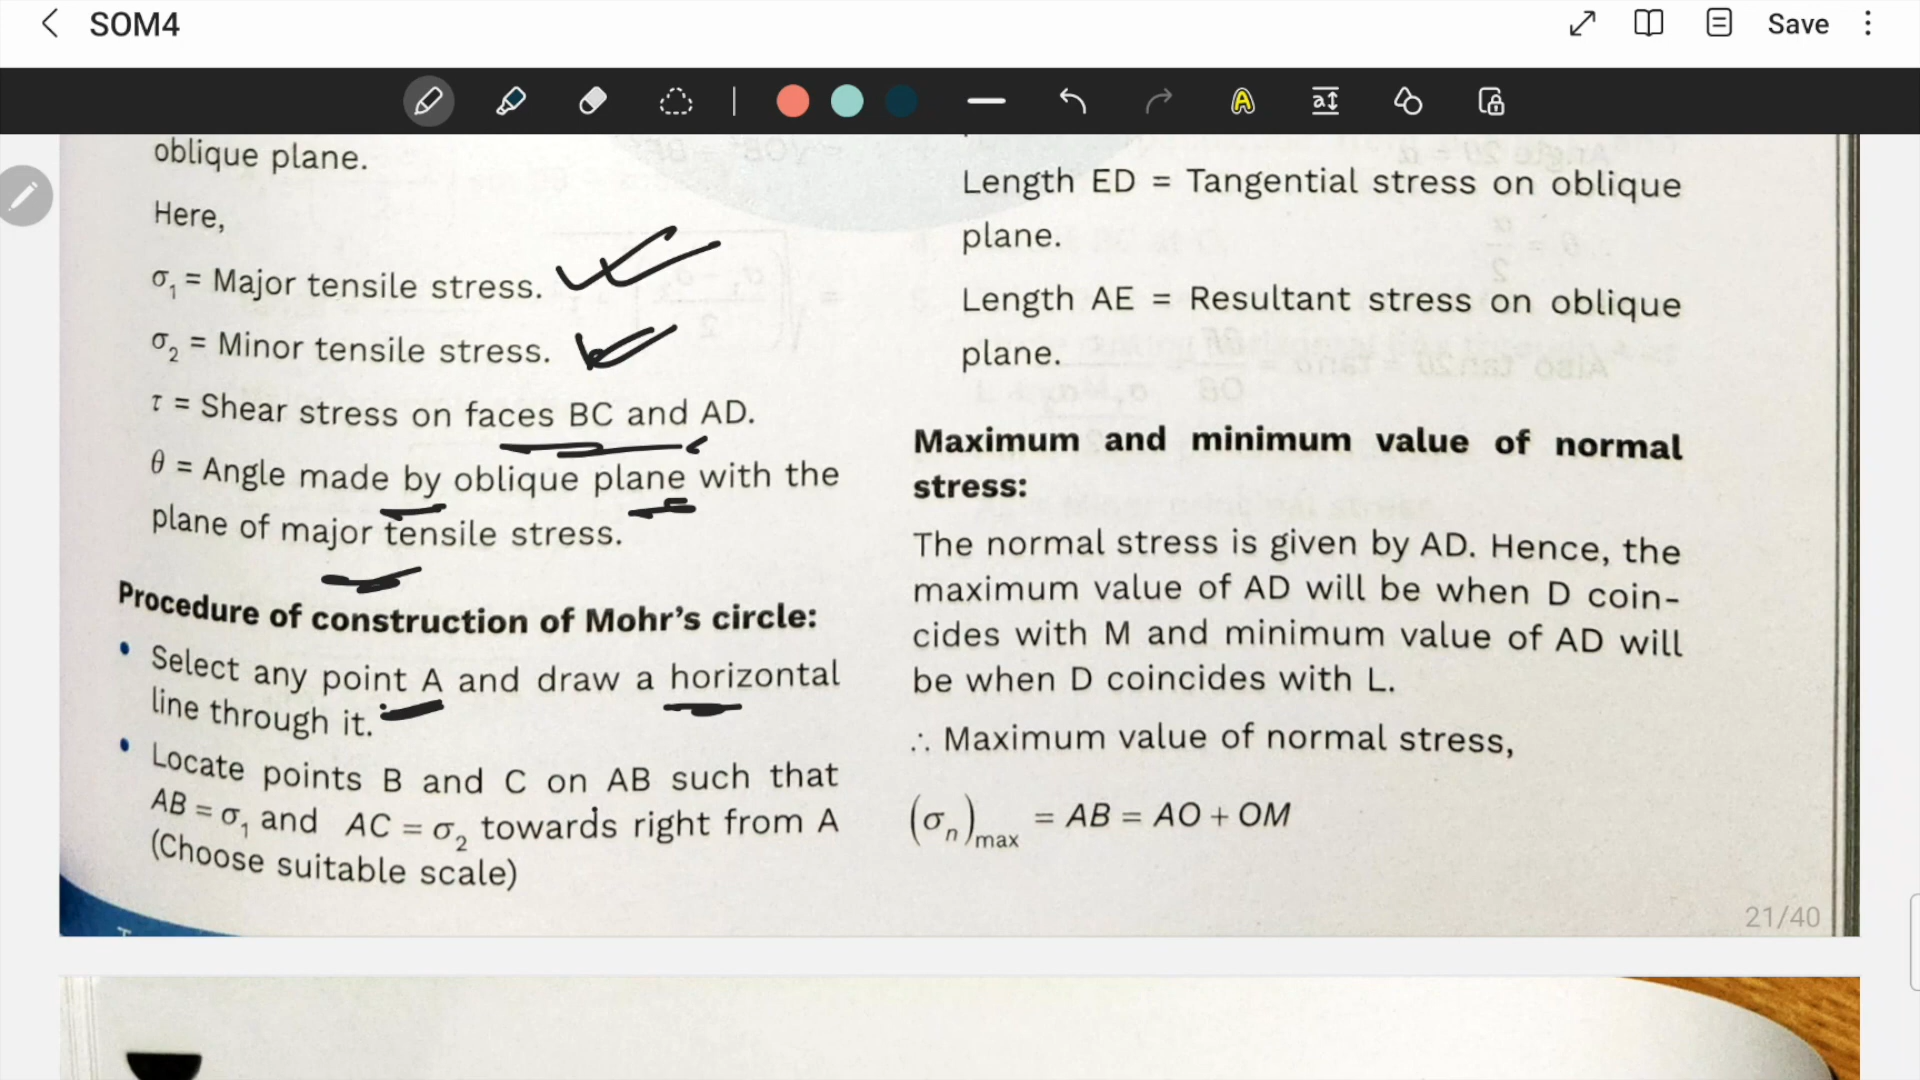 SOM4
Save
oblique plane.
Here,
σ₁ = Major tensile stress.
σ₂ = Minor tensile stress.
τ = Shear stress on faces BC and AD.
θ = Angle made by oblique plane with the
plane of major tensile stress.
Procedure of construction of Mohr's circle:
• Select any point A and draw a horizontal
line through it.
• Locate points B and C on AB such that
AB = σ₁ and AC = σ₂ towards right from A
(Choose suitable scale)
Length ED = Tangential stress on oblique
plane.
Length AE = Resultant stress on oblique
plane.
Maximum and minimum value of normal
stress:
The normal stress is given by AD. Hence, the
maximum value of AD will be when D coin-
cides with M and minimum value of AD will
be when D coincides with L.
∴ Maximum value of normal stress,
(σₙ)max = AB = AO + OM
21/40